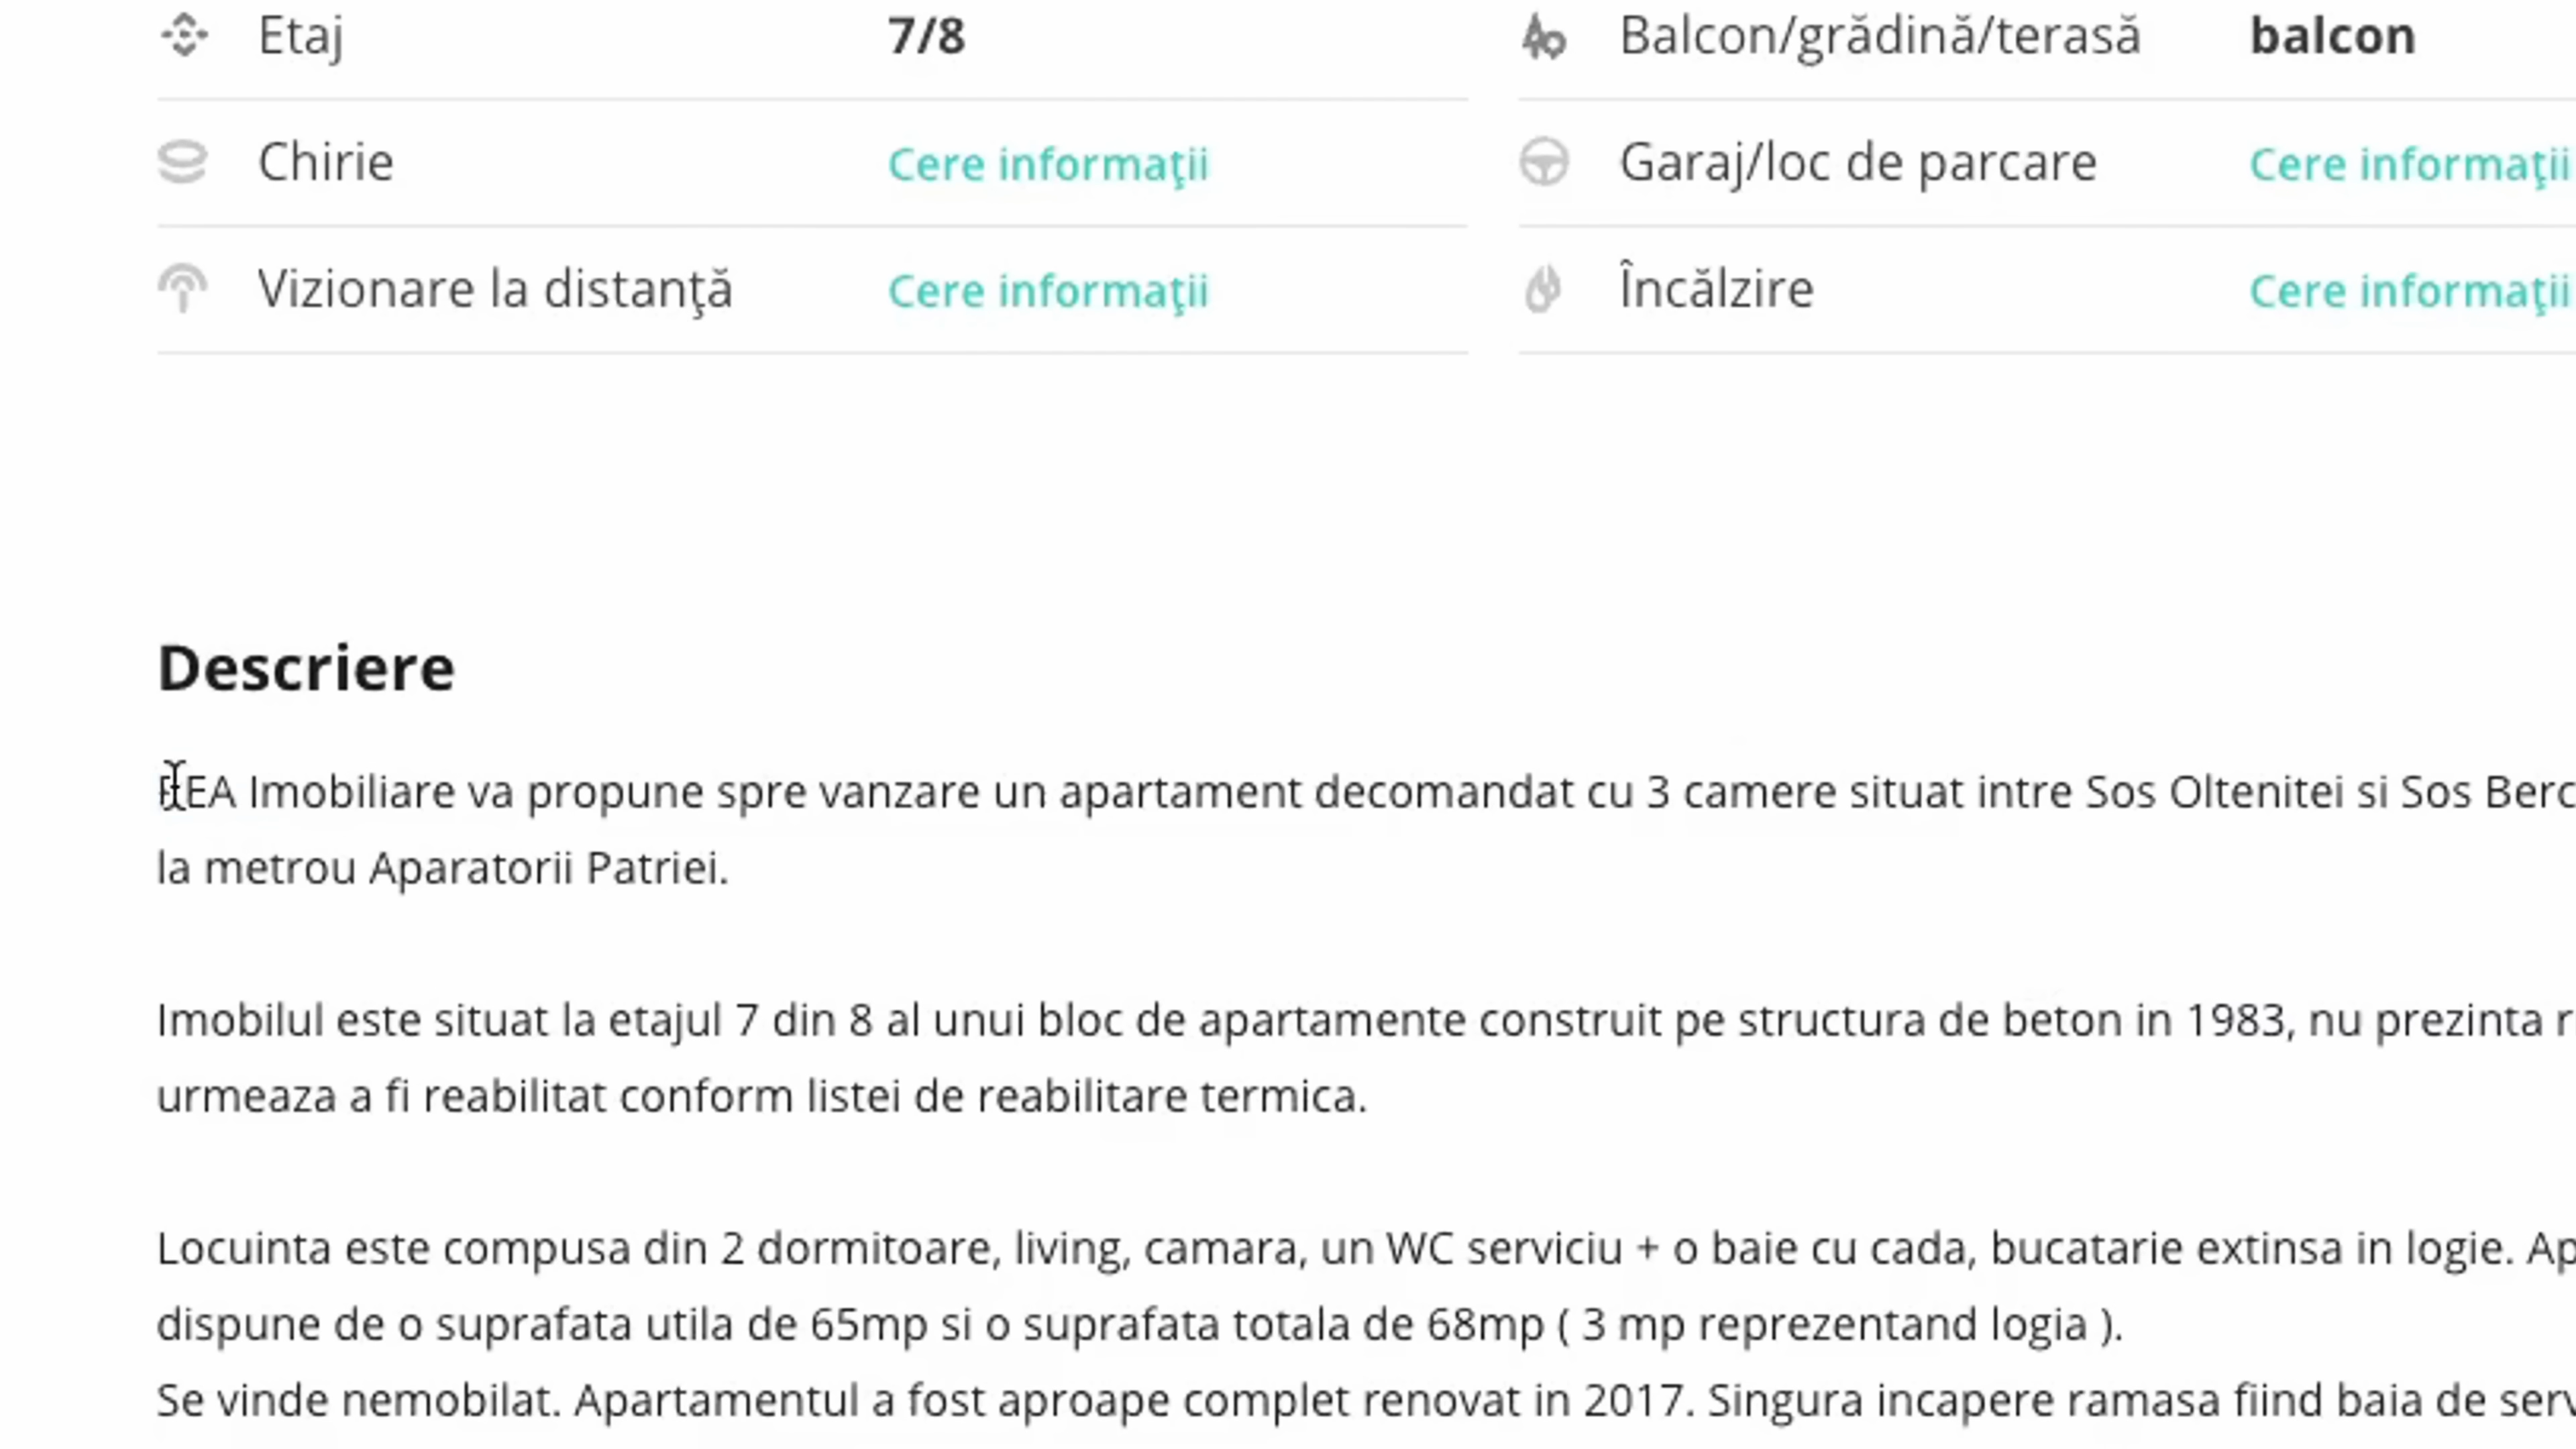 Etaj 7/8 Balcon/grădină/terasă balcon
Chirie Cere informaţii Garaj/loc de parcare Cere informaţii
Vizionare la distanţă Cere informaţii Încălzire Cere informaţii
Descriere
Imobiliare va propune spre vanzare un apartament decomandat cu 3 camere situat intre Sos Oltenitei si Sos Berc
la metrou Aparatorii Patriei.
Imobilul este situat la etajul 7 din 8 al unui bloc de apartamente construit pe structura de beton in 1983, nu prezinta r
urmeaza a fi reabilitat conform listei de reabilitare termica.
Locuinta este compusa din 2 dormitoare, living, camara, un WC serviciu + o baie cu cada, bucatarie extinsa in logie. Ap
dispune de o suprafata utila de 65mp si o suprafata totala de 68mp ( 3 mp reprezentand logia ).
Se vinde nemobilat. Apartamentul a fost aproape complet renovat in 2017. Singura incapere ramasa fiind baia de serv